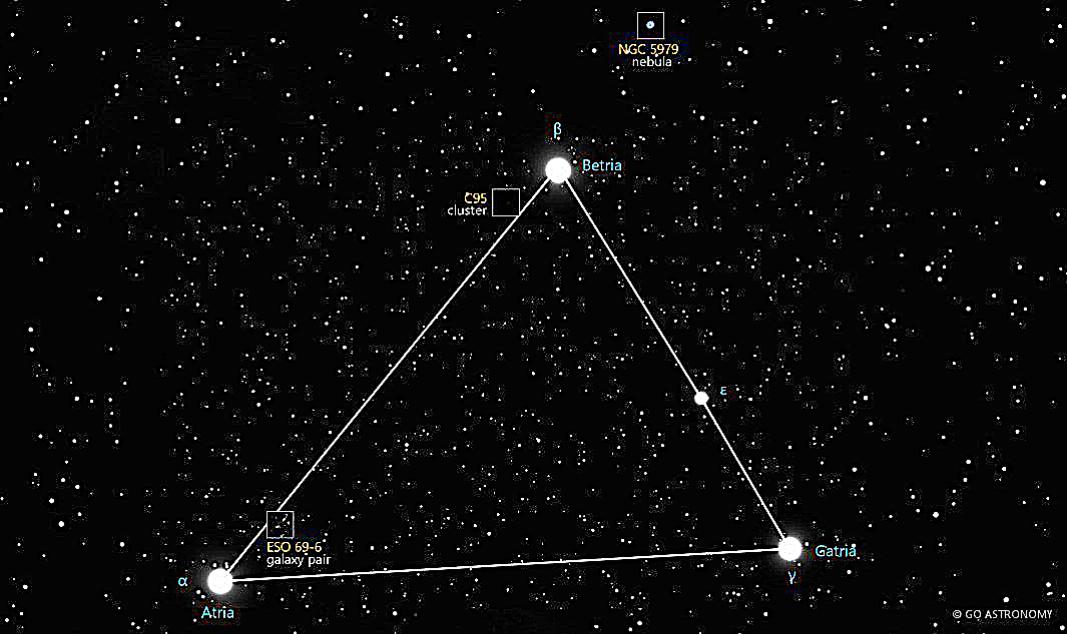 NGC 5979
nebula
β
Betria
C95
cluster
ε
ESO 69-6
galaxy pair
Gatria
γ
α
Atria
© GO ASTRONOMY